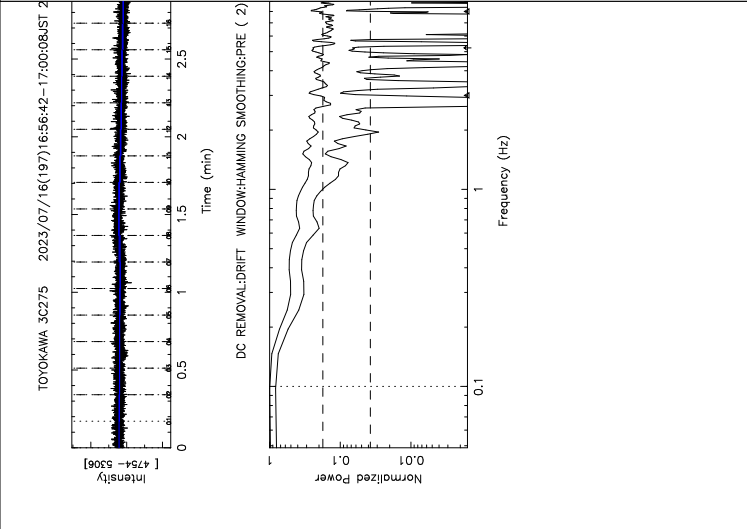 TOYOKAWA 3C275 2023/07/16(197)16:56:42-17:00:08JST 2
Intensity
[ 4754- 5306]
0 0.5 1 1.5 2 2.5
Time (min)
DC REMOVAL:DRIFT WINDOW:HAMMING SMOOTHING:PRE ( 2)
Normalized Power
1 0.1 0.01
0.1 1
Frequency (Hz)